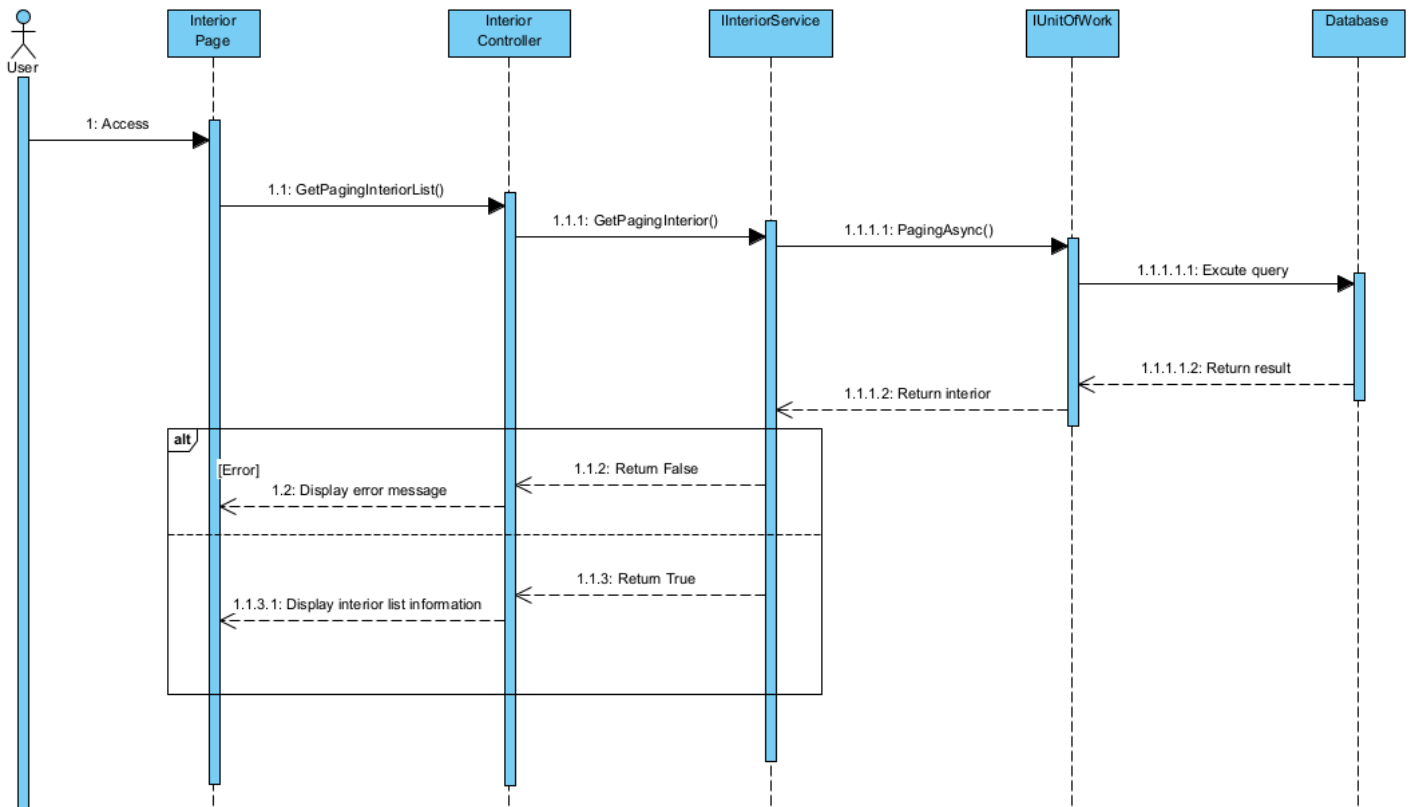 User
Interior
Page
Interior
Controller
IInteriorService
IUnitOfWork
Database
1: Access
1.1: GetPagingInteriorList()
1.1.1: GetPagingInterior()
1.1.1.1: PagingAsync()
1.1.1.1.1: Excute query
1.1.1.1.2: Return result
1.1.1.2: Return interior
alt
[Error]
1.1.2: Return False
1.2: Display error message
1.1.3: Return True
1.1.3.1: Display interior list information